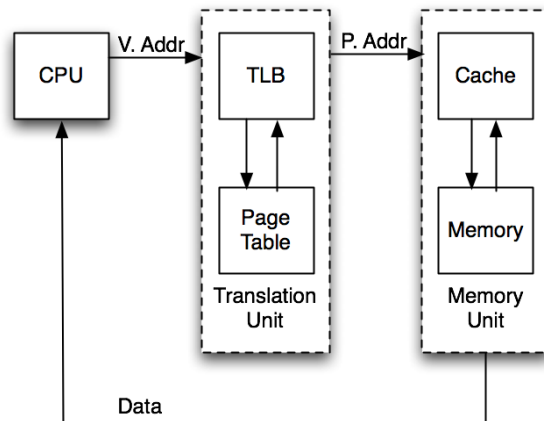 V. Addr
P. Addr
CPU
TLB
Cache
Page
Table
Memory
Translation
Unit
Memory
Unit
Data